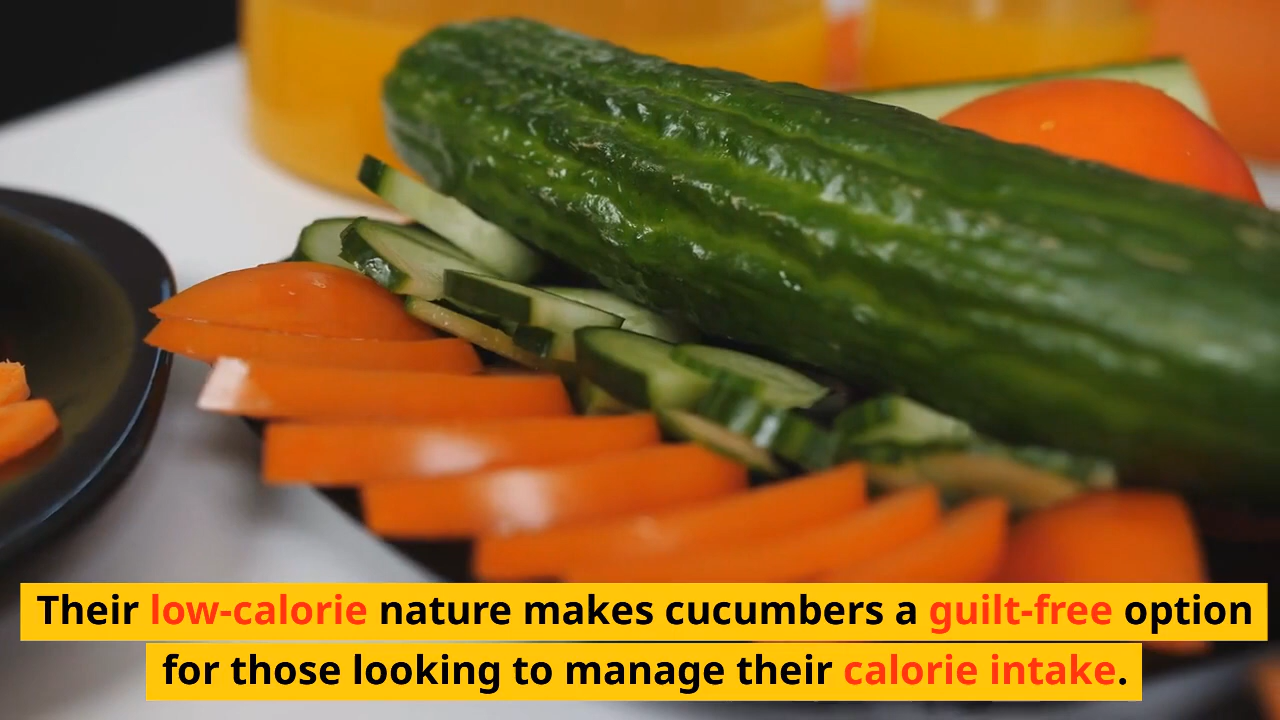 Their low-calorie nature makes cucumbers a guilt-free option
for those looking to manage their calorie intake.